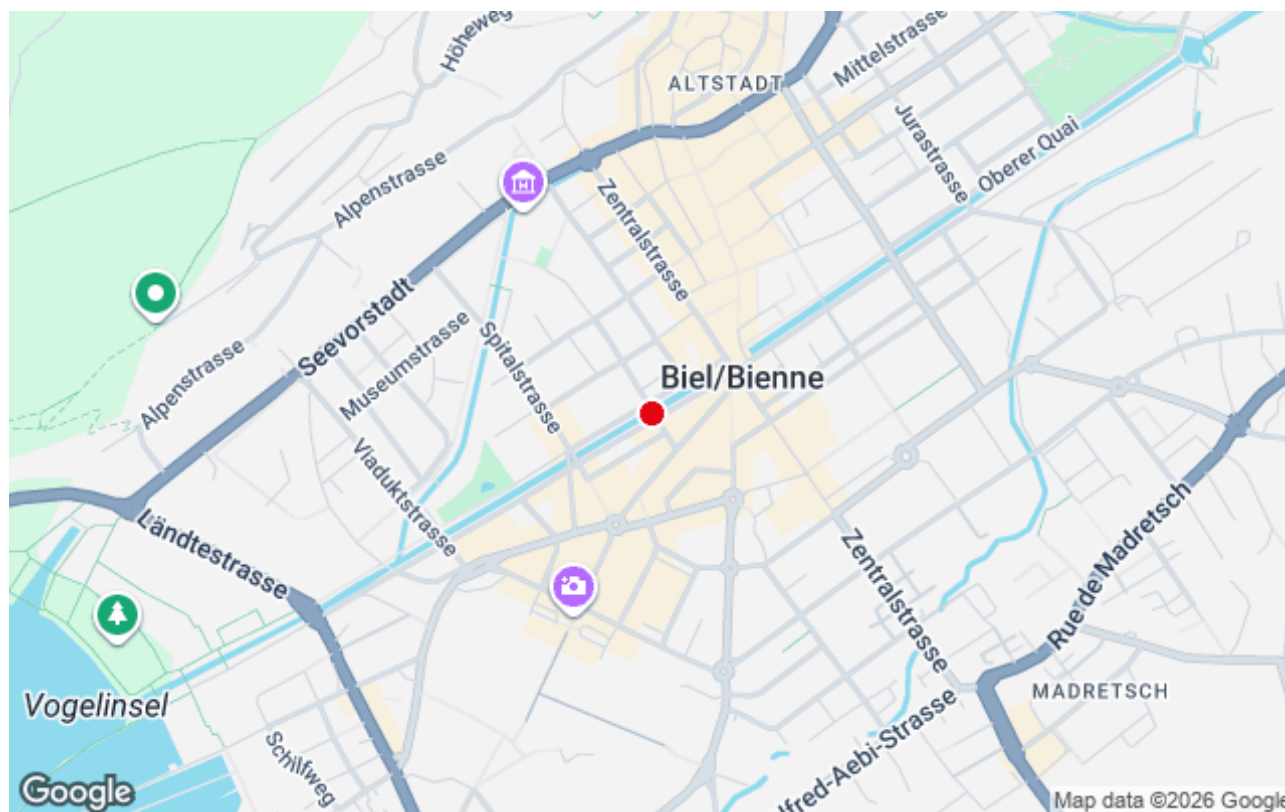 Höheweg
ALTSTADT
Mittelstrasse
Jurastrasse
Oberer Quai
Alpenstrasse
Zentralstrasse
Seevorstadt
Museumstrasse
Spitalstrasse
Alpenstrasse
Biel/Bienne
Viaduktstrasse
Ländtestrasse
Zentralstrasse
Rue de Madretsch
Vogelinsel
MADRETSCH
lfred-Aebi-Strasse
Schilfweg
Google
Map data ©2026 Google